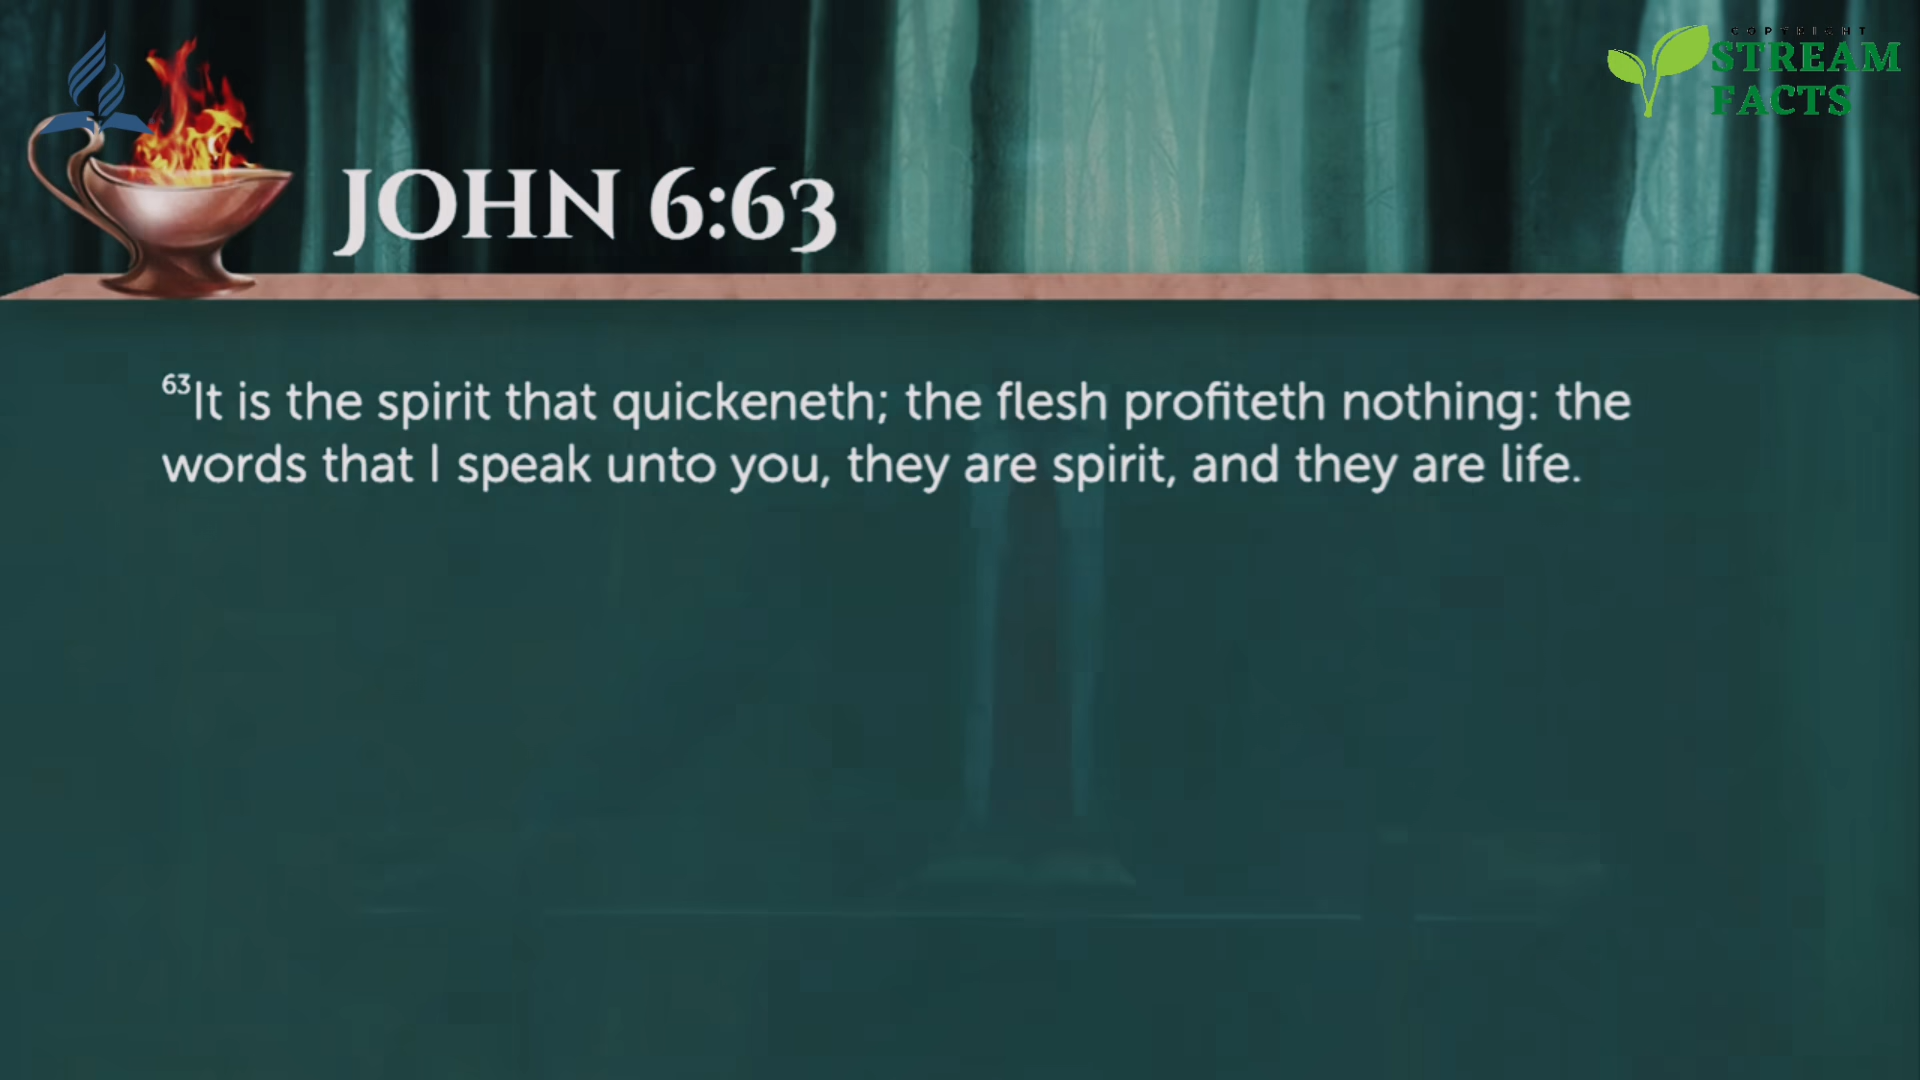 COPYRIGHT
STREAM
FACTS
JOHN 6:63
63It is the spirit that quickeneth; the flesh profiteth nothing: the
words that I speak unto you, they are spirit, and they are life.